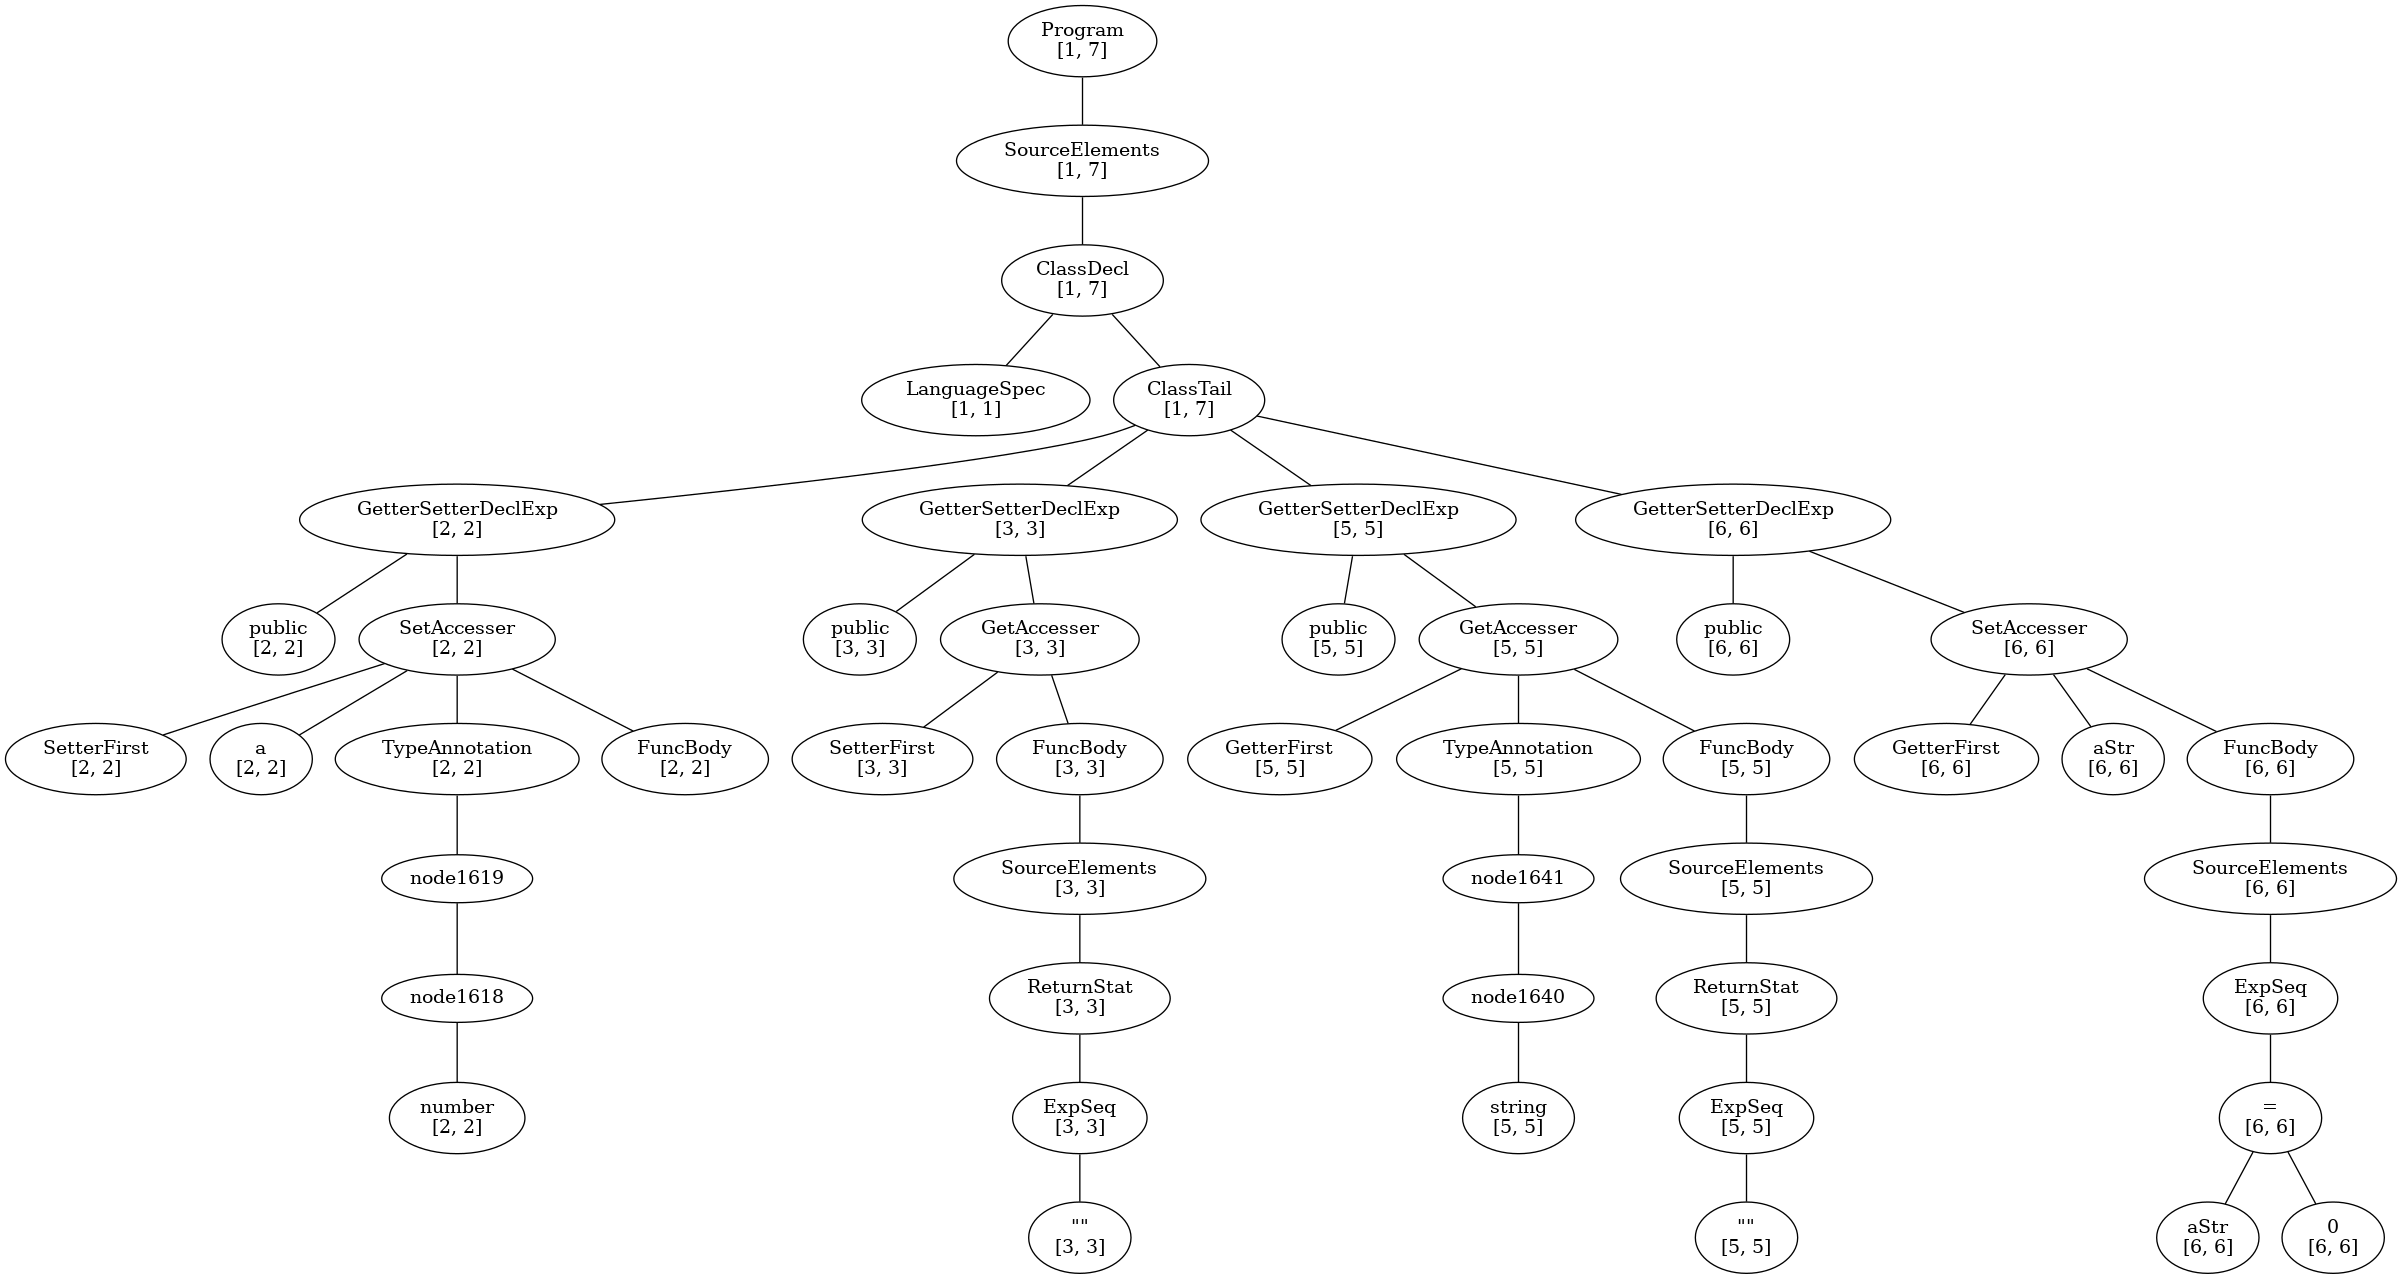 Program
[1, 7]
SourceElements
[1, 7]
ClassDecl
[1, 7]
LanguageSpec
[1, 1]
ClassTail
[1, 7]
GetterSetterDeclExp
[2, 2]
GetterSetterDeclExp
[3, 3]
GetterSetterDeclExp
[5, 5]
GetterSetterDeclExp
[6, 6]
public
[2, 2]
SetAccesser
[2, 2]
public
[3, 3]
GetAccesser
[3, 3]
public
[5, 5]
GetAccesser
[5, 5]
public
[6, 6]
SetAccesser
[6, 6]
SetterFirst
[2, 2]
a
[2, 2]
TypeAnnotation
[2, 2]
FuncBody
[2, 2]
SetterFirst
[3, 3]
FuncBody
[3, 3]
GetterFirst
[5, 5]
TypeAnnotation
[5, 5]
FuncBody
[5, 5]
GetterFirst
[6, 6]
aStr
[6, 6]
FuncBody
[6, 6]
node1619
SourceElements
[3, 3]
node1641
SourceElements
[5, 5]
SourceElements
[6, 6]
node1618
ReturnStat
[3, 3]
node1640
ReturnStat
[5, 5]
ExpSeq
[6, 6]
number
[2, 2]
ExpSeq
[3, 3]
string
[5, 5]
ExpSeq
[5, 5]
=
[6, 6]
""
[3, 3]
""
[5, 5]
aStr
[6, 6]
0
[6, 6]